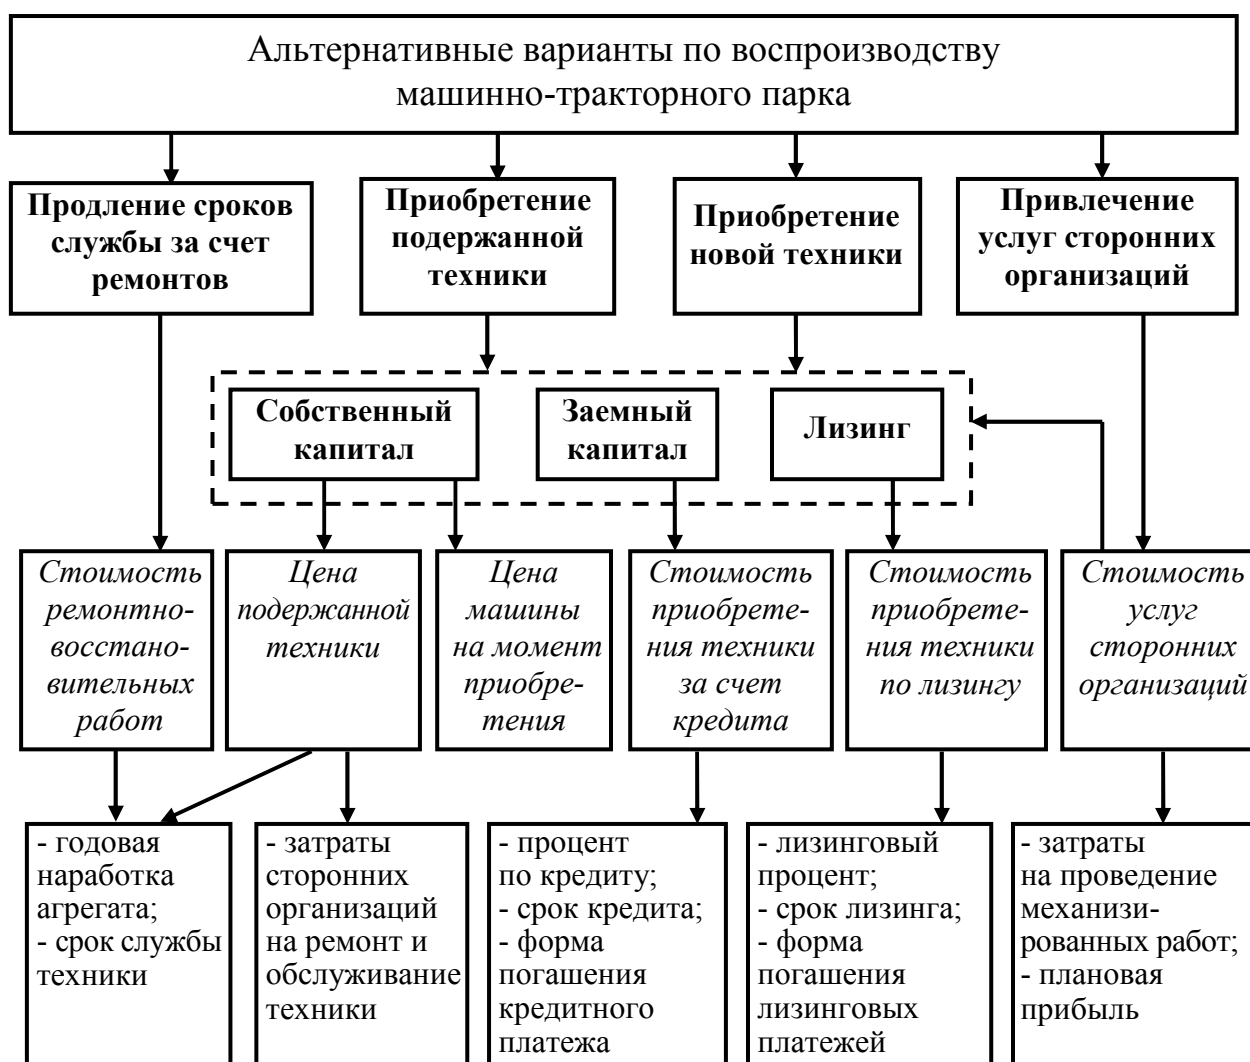 Альтернативные варианты по воспроизводству
машинно-тракторного парка
Продление сроков
службы за счет
ремонтов
Приобретение
подержанной
техники
Приобретение
новой техники
Привлечение
услуг сторонних
организаций
Собственный
капитал
Заемный
капитал
Лизинг
Стоимость
ремонтно-
восстано-
вительных
работ
Цена
подержанной
техники
Цена
машины
на момент
приобре-
тения
Стоимость
приобрете-
ния техники
за счет
кредита
Стоимость
приобрете-
ния техники
по лизингу
Стоимость
услуг
сторонних
организаций
- годовая
наработка
агрегата;
- срок службы
техники
- затраты
сторонних
организаций
на ремонт и
обслуживание
техники
- процент
по кредиту;
- срок кредита;
- форма
погашения
кредитного
платежа
- лизинговый
процент;
- срок лизинга;
- форма
погашения
лизинговых
платежей
- затраты
на проведение
механизи-
рованных работ;
- плановая
прибыль